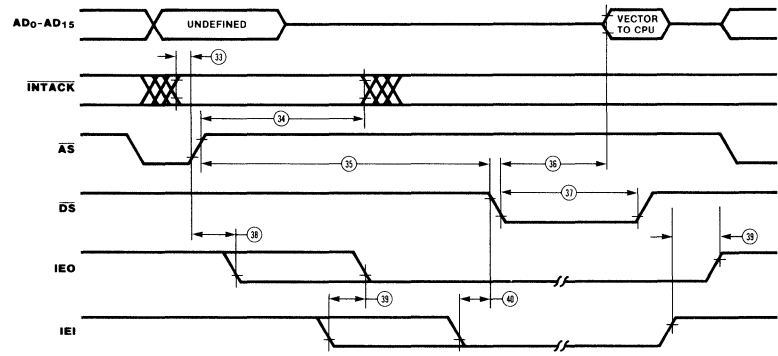 AD₀-AD₁₅ UNDEFINED VECTOR TO CPU
33
INTACK
34
AS
35 36
37
DS
38 39
IEO
39 40
IEI